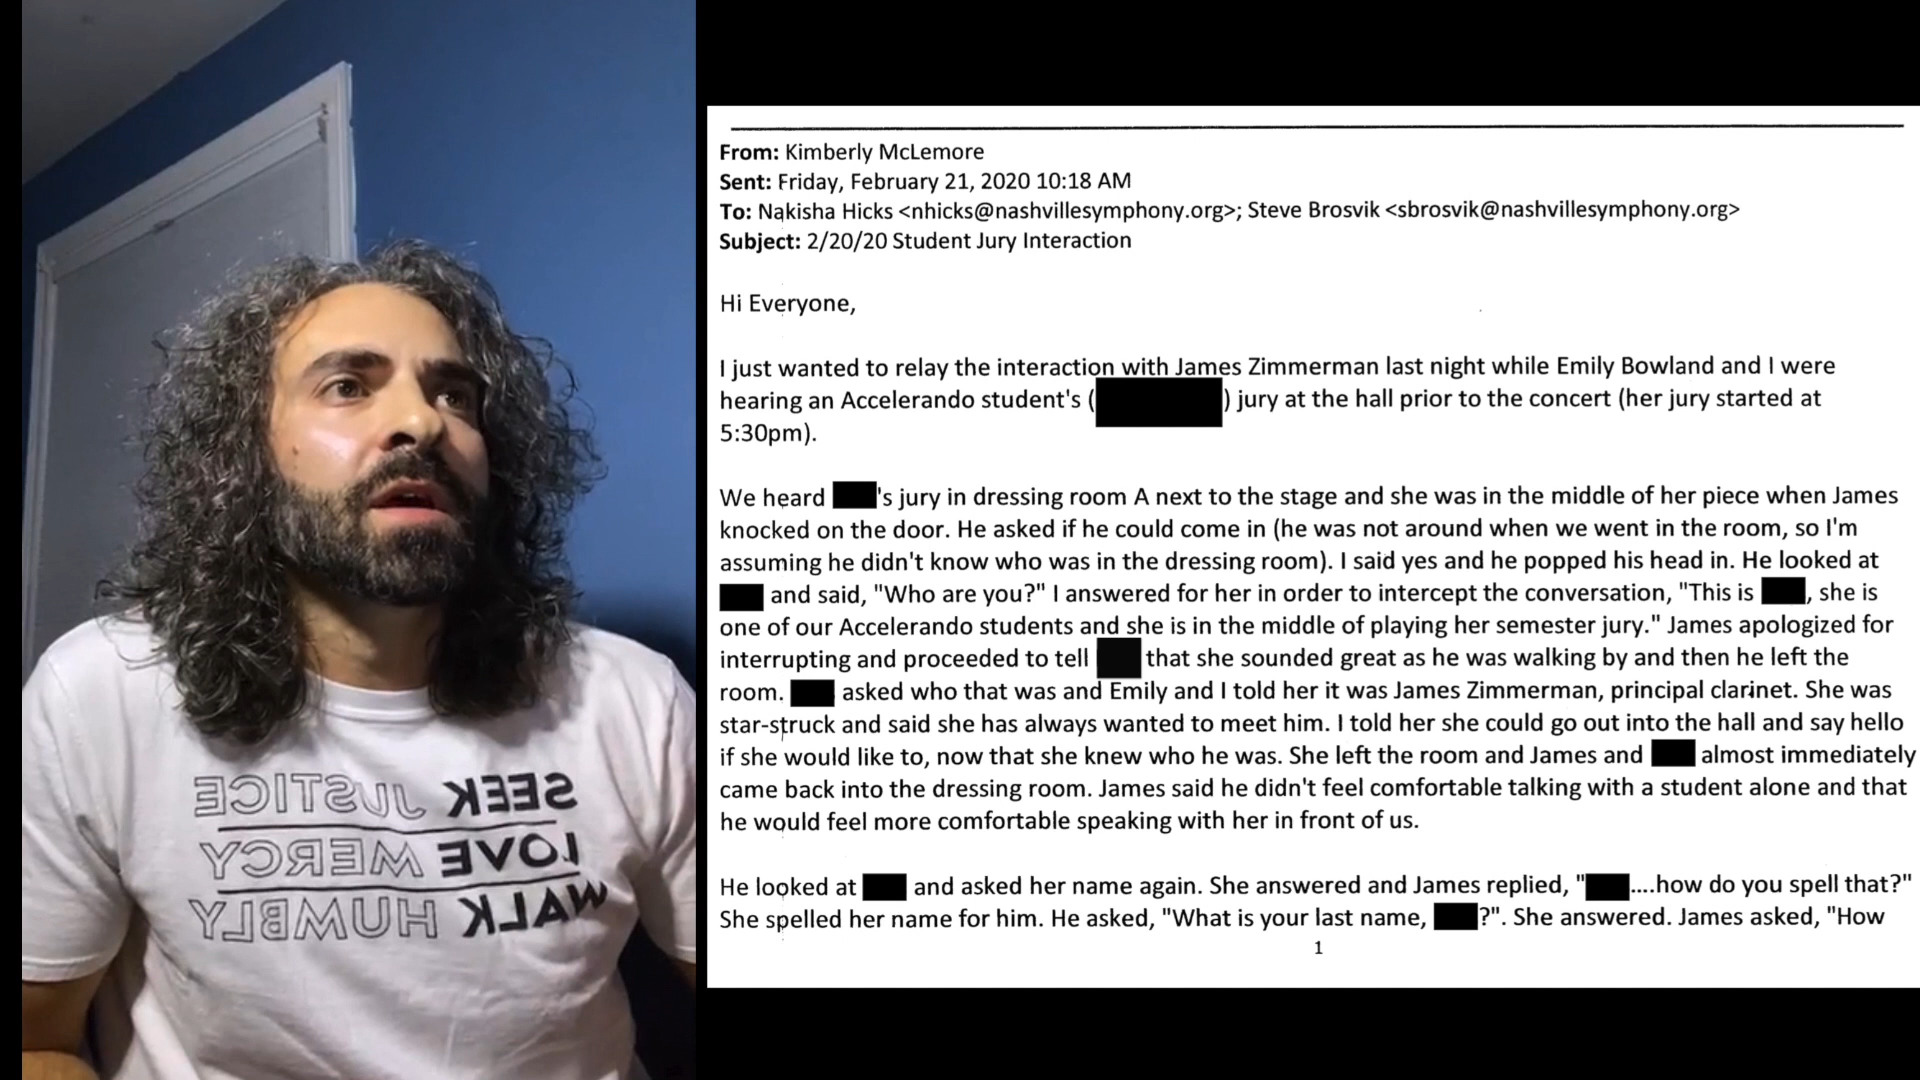 SEEK JUSTICE
LOVE MERCY
WALK HUMBLY
From: Kimberly McLemore
Sent: Friday, February 21, 2020 10:18 AM
To: Nakisha Hicks <nhicks@nashvillesymphony.org>; Steve Brosvik <sbrosvik@nashvillesymphony.org>
Subject: 2/20/20 Student Jury Interaction
Hi Everyone,
I just wanted to relay the interaction with James Zimmerman last night while Emily Bowland and I were
hearing an Accelerando student's ( ) jury at the hall prior to the concert (her jury started at
5:30pm).
We heard 's jury in dressing room A next to the stage and she was in the middle of her piece when James
knocked on the door. He asked if he could come in (he was not around when we went in the room, so I'm
assuming he didn't know who was in the dressing room). I said yes and he popped his head in. He looked at
and said, "Who are you?" I answered for her in order to intercept the conversation, "This is , she is
one of our Accelerando students and she is in the middle of playing her semester jury." James apologized for
interrupting and proceeded to tell that she sounded great as he was walking by and then he left the
room. asked who that was and Emily and I told her it was James Zimmerman, principal clarinet. She was
star-struck and said she has always wanted to meet him. I told her she could go out into the hall and say hello
if she would like to, now that she knew who he was. She left the room and James and almost immediately
came back into the dressing room. James said he didn't feel comfortable talking with a student alone and that
he would feel more comfortable speaking with her in front of us.
He looked at and asked her name again. She answered and James replied, " ....how do you spell that?"
She spelled her name for him. He asked, "What is your last name, ?". She answered. James asked, "How
1